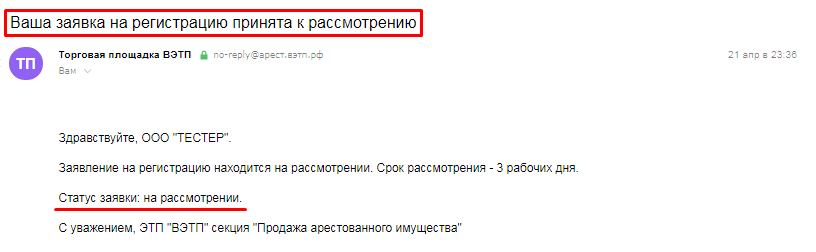 Ваша заявка на регистрацию принята к рассмотрению
ТП
Торговая площадка ВЭТП no-reply@арест.вэтп.рф 21 апр в 23:36
Вам
Здравствуйте, ООО "ТЕСТЕР".
Заявление на регистрацию находится на рассмотрении. Срок рассмотрения - 3 рабочих дня.
Статус заявки: на рассмотрении.
С уважением, ЭТП "ВЭТП" секция "Продажа арестованного имущества"